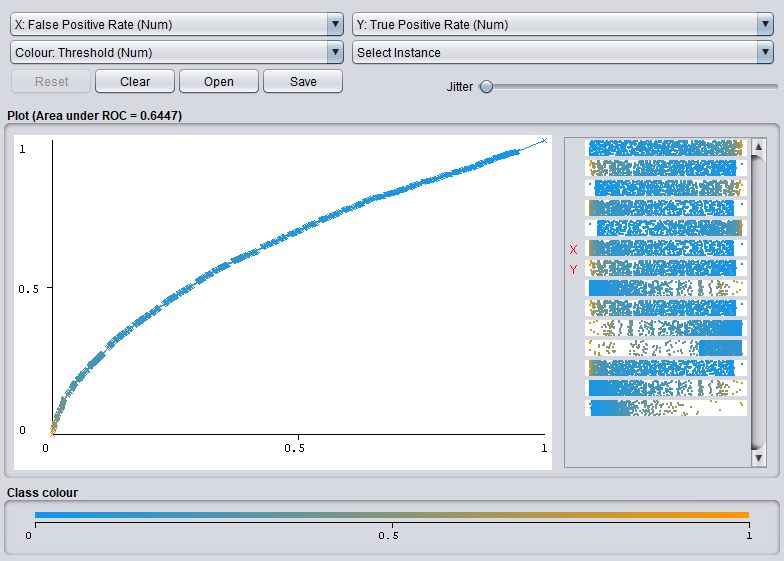 X: False Positive Rate (Num)
Y: True Positive Rate (Num)
Colour: Threshold (Num)
Select Instance
Reset
Clear
Open
Save
Jitter
Plot (Area under ROC = 0.6447)
1
0.5
0
0
0.5
1
X
Y
Class colour
0
0.5
1